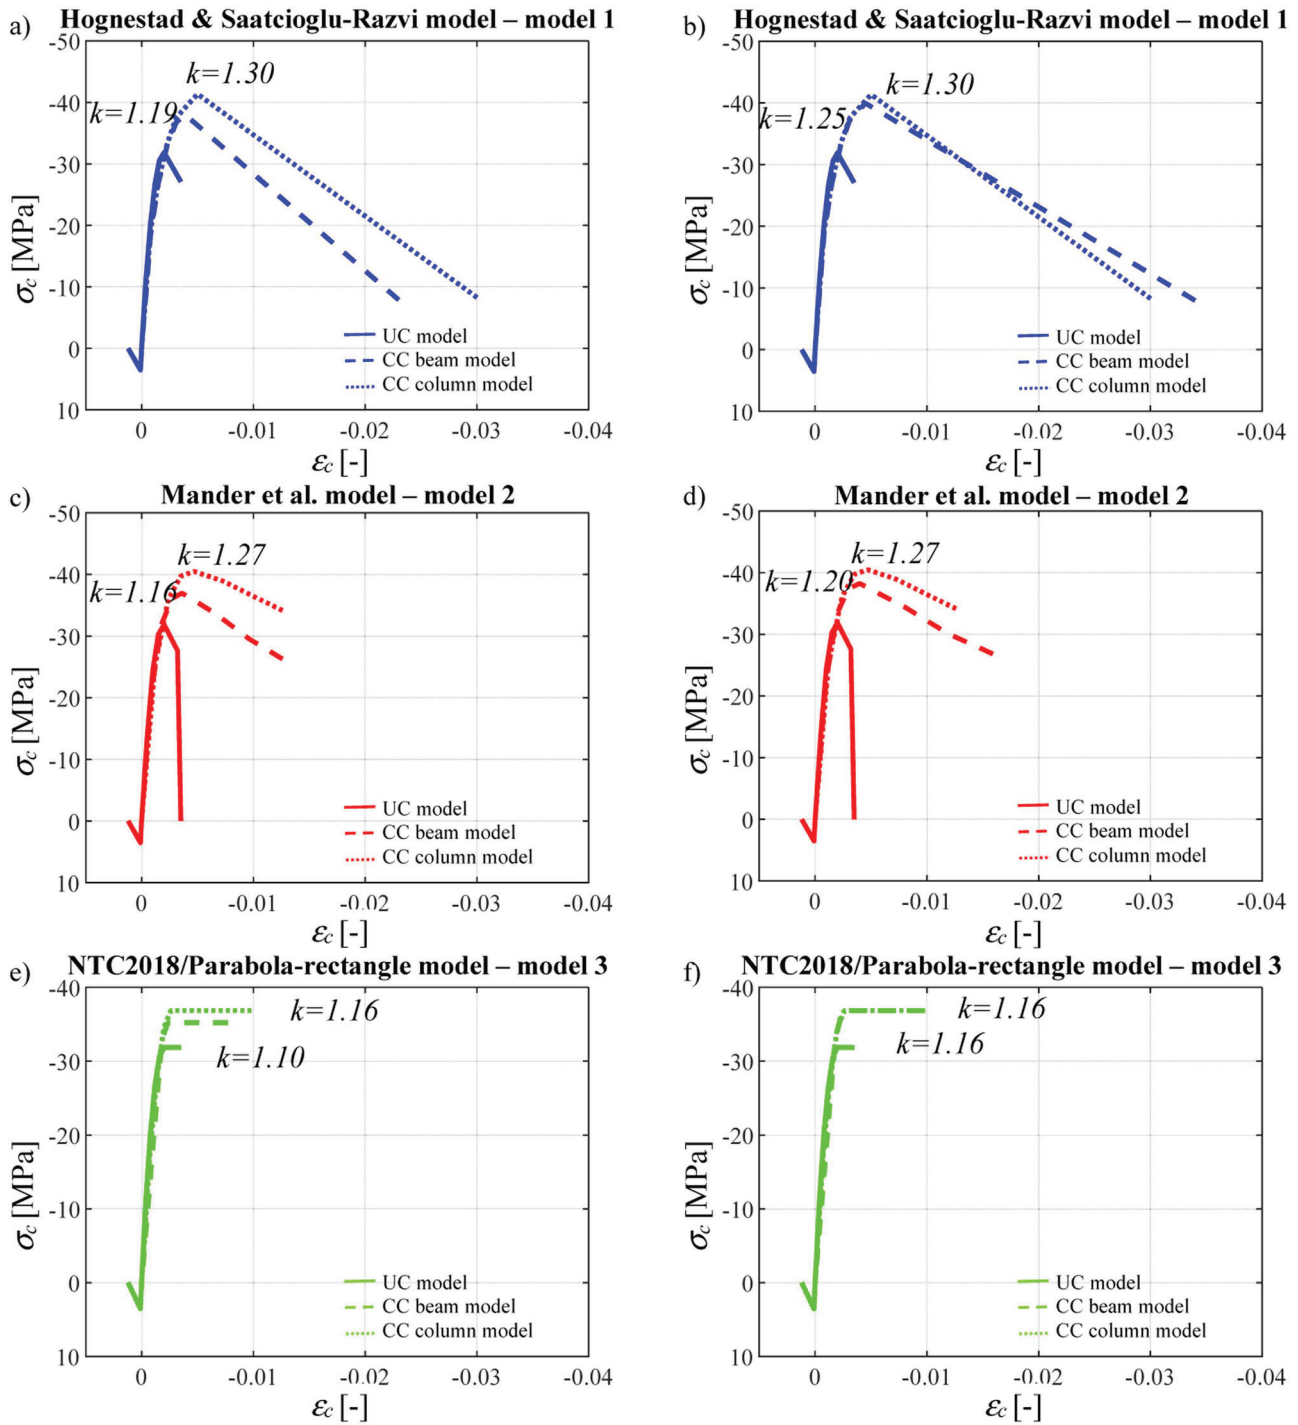 a)
Hognestad & Saatcioglu-Razvi model – model 1
-50
-40
-30
-20
-10
0
10
σc [MPa]
k=1.30
k=1.19
UC model
CC beam model
CC column model
0
-0.01
-0.02
-0.03
-0.04
εc [-]
b)
Hognestad & Saatcioglu-Razvi model – model 1
-50
-40
-30
-20
-10
0
10
σc [MPa]
k=1.30
k=1.25
UC model
CC beam model
CC column model
0
-0.01
-0.02
-0.03
-0.04
εc [-]
c)
Mander et al. model – model 2
-50
-40
-30
-20
-10
0
10
σc [MPa]
k=1.27
k=1.16
UC model
CC beam model
CC column model
0
-0.01
-0.02
-0.03
-0.04
εc [-]
d)
Mander et al. model – model 2
-50
-40
-30
-20
-10
0
10
σc [MPa]
k=1.27
k=1.20
UC model
CC beam model
CC column model
0
-0.01
-0.02
-0.03
-0.04
εc [-]
e)
NTC2018/Parabola-rectangle model – model 3
-40
-30
-20
-10
0
10
σc [MPa]
k=1.16
k=1.10
UC model
CC beam model
CC column model
0
-0.01
-0.02
-0.03
-0.04
εc [-]
f)
NTC2018/Parabola-rectangle model – model 3
-40
-30
-20
-10
0
10
σc [MPa]
k=1.16
k=1.16
UC model
CC beam model
CC column model
0
-0.01
-0.02
-0.03
-0.04
εc [-]